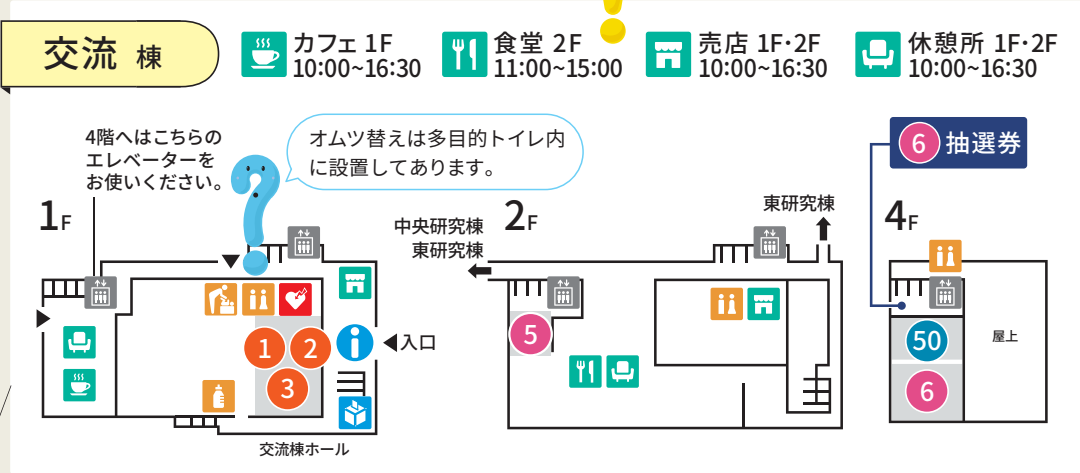 交流 棟
カフェ 1F
10:00~16:30
食堂 2F
11:00~15:00
売店 1F・2F
10:00~16:30
休憩所 1F・2F
10:00~16:30
4階へはこちらの
エレベーターを
お使いください。
オムツ替えは多目的トイレ内
に設置してあります。
1F
1
2
3
入口
交流棟ホール
2F
中央研究棟
東研究棟
東研究棟
5
4F
6 抽選券
50
6
屋上